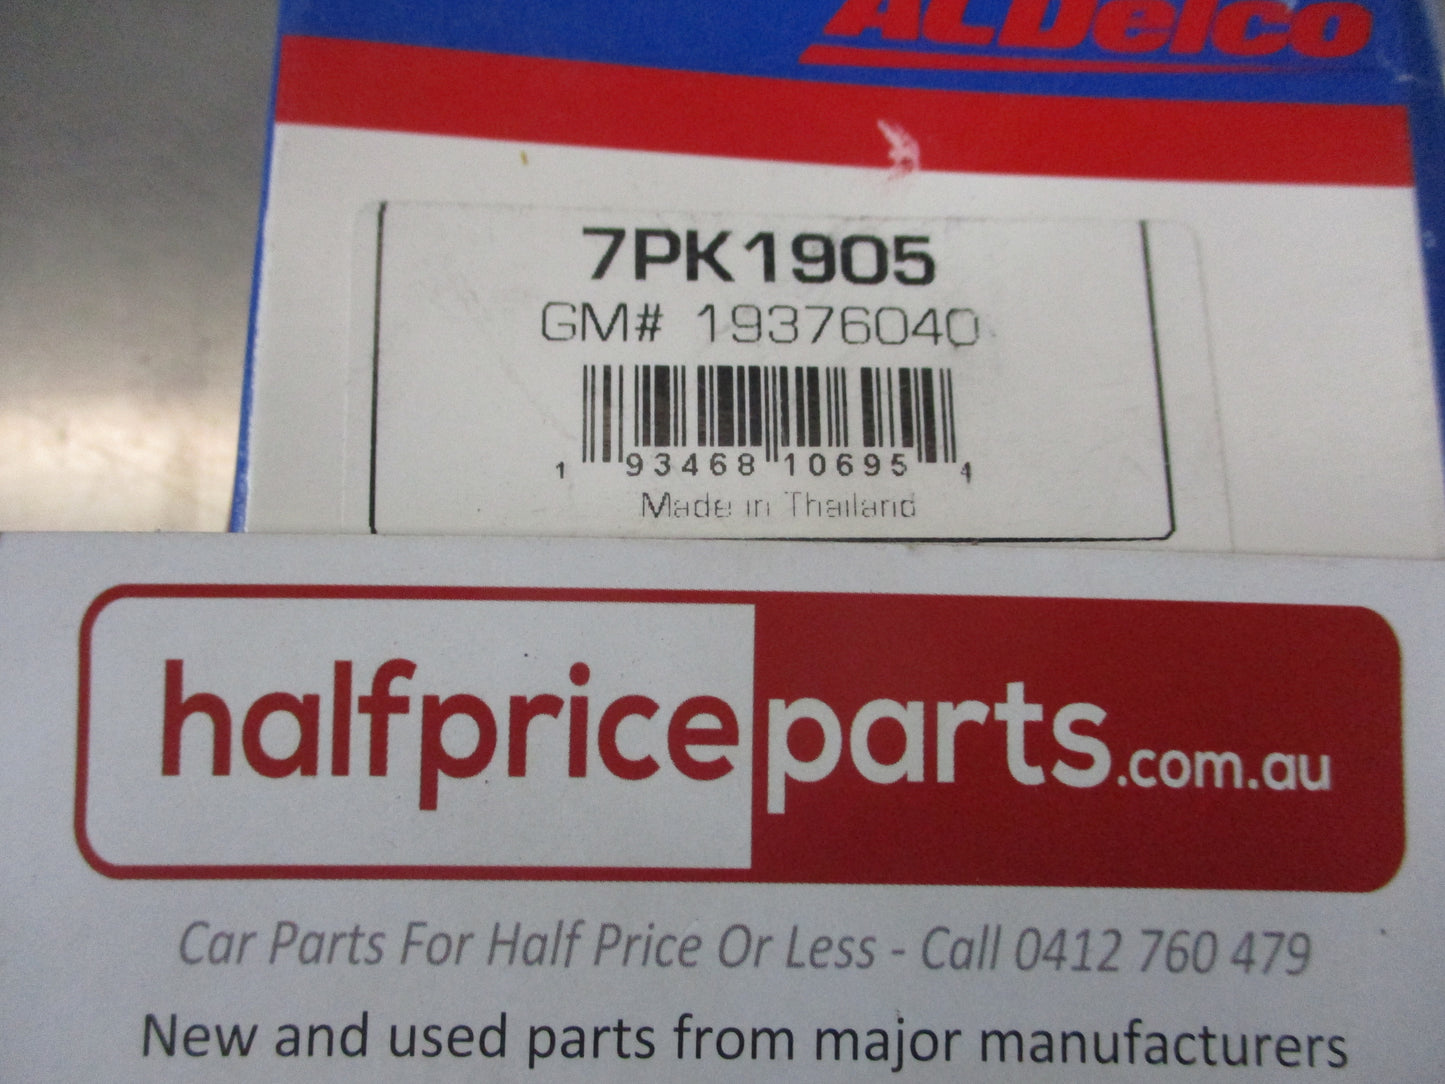 ACDelco
7PK1905
GM# 19376040
1 93468 10695 4
Made in Thailand
halfpriceparts.com.au
Car Parts For Half Price Or Less - Call 0412 760 479
New and used parts from major manufacturers